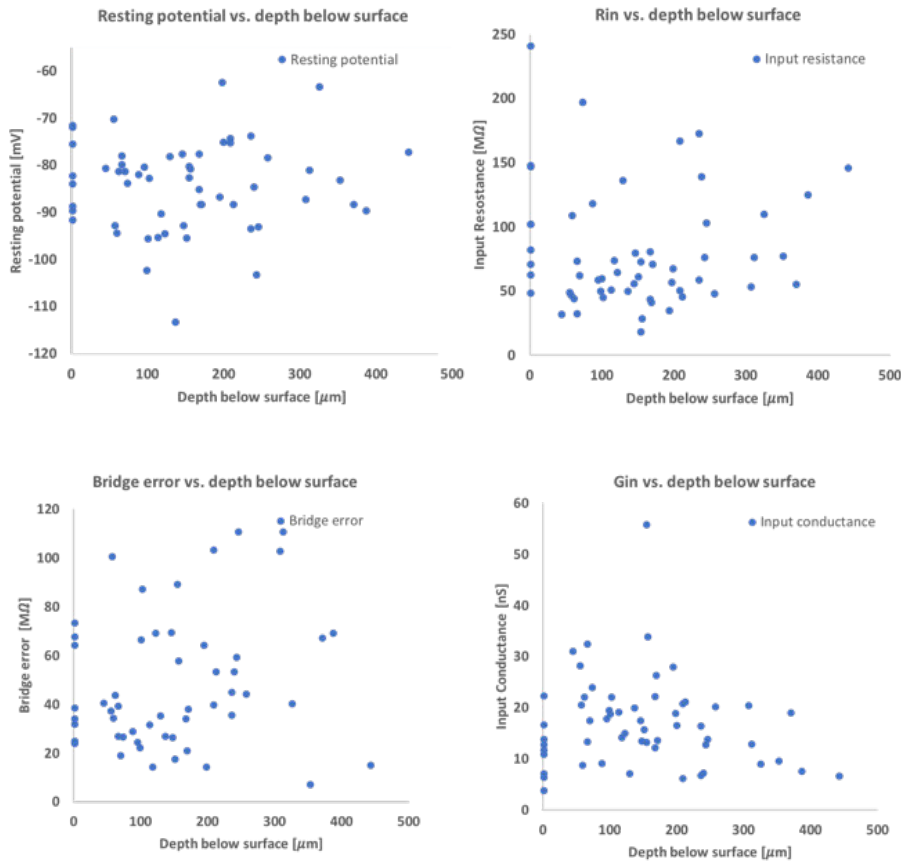 Resting potential vs. depth below surface
Resting potential
Resting potential [mV]
-60
-70
-80
-90
-100
-110
-120
0 100 200 300 400 500
Depth below surface [μm]
Rin vs. depth below surface
Input resistance
Input Resostance [MΩ]
250
200
150
100
50
0
0 100 200 300 400 500
Depth below surface [μm]
Bridge error vs. depth below surface
Bridge error
Bridge error [MΩ]
120
100
80
60
40
20
0
0 100 200 300 400 500
Depth below surface [μm]
Gin vs. depth below surface
Input conductance
Input Conductance [nS]
60
50
40
30
20
10
0
0 100 200 300 400 500
Depth below surface [μm]